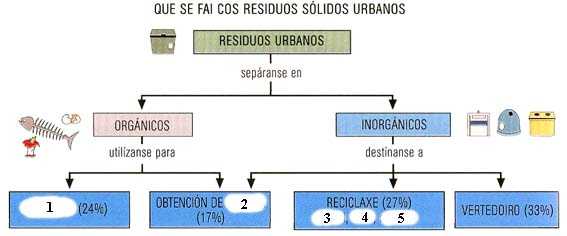 QUE SE FAI COS RESIDUOS SÓLIDOS URBANOS
RESIDUOS URBANOS
sepáranse en
ORGÁNICOS
INORGÁNICOS
utilízanse para
destínanse a
1 (24%)
OBTENCIÓN DE 2
(17%)
RECICLAXE (27%)
3, 4, 5
VERTEDOIRO (33%)